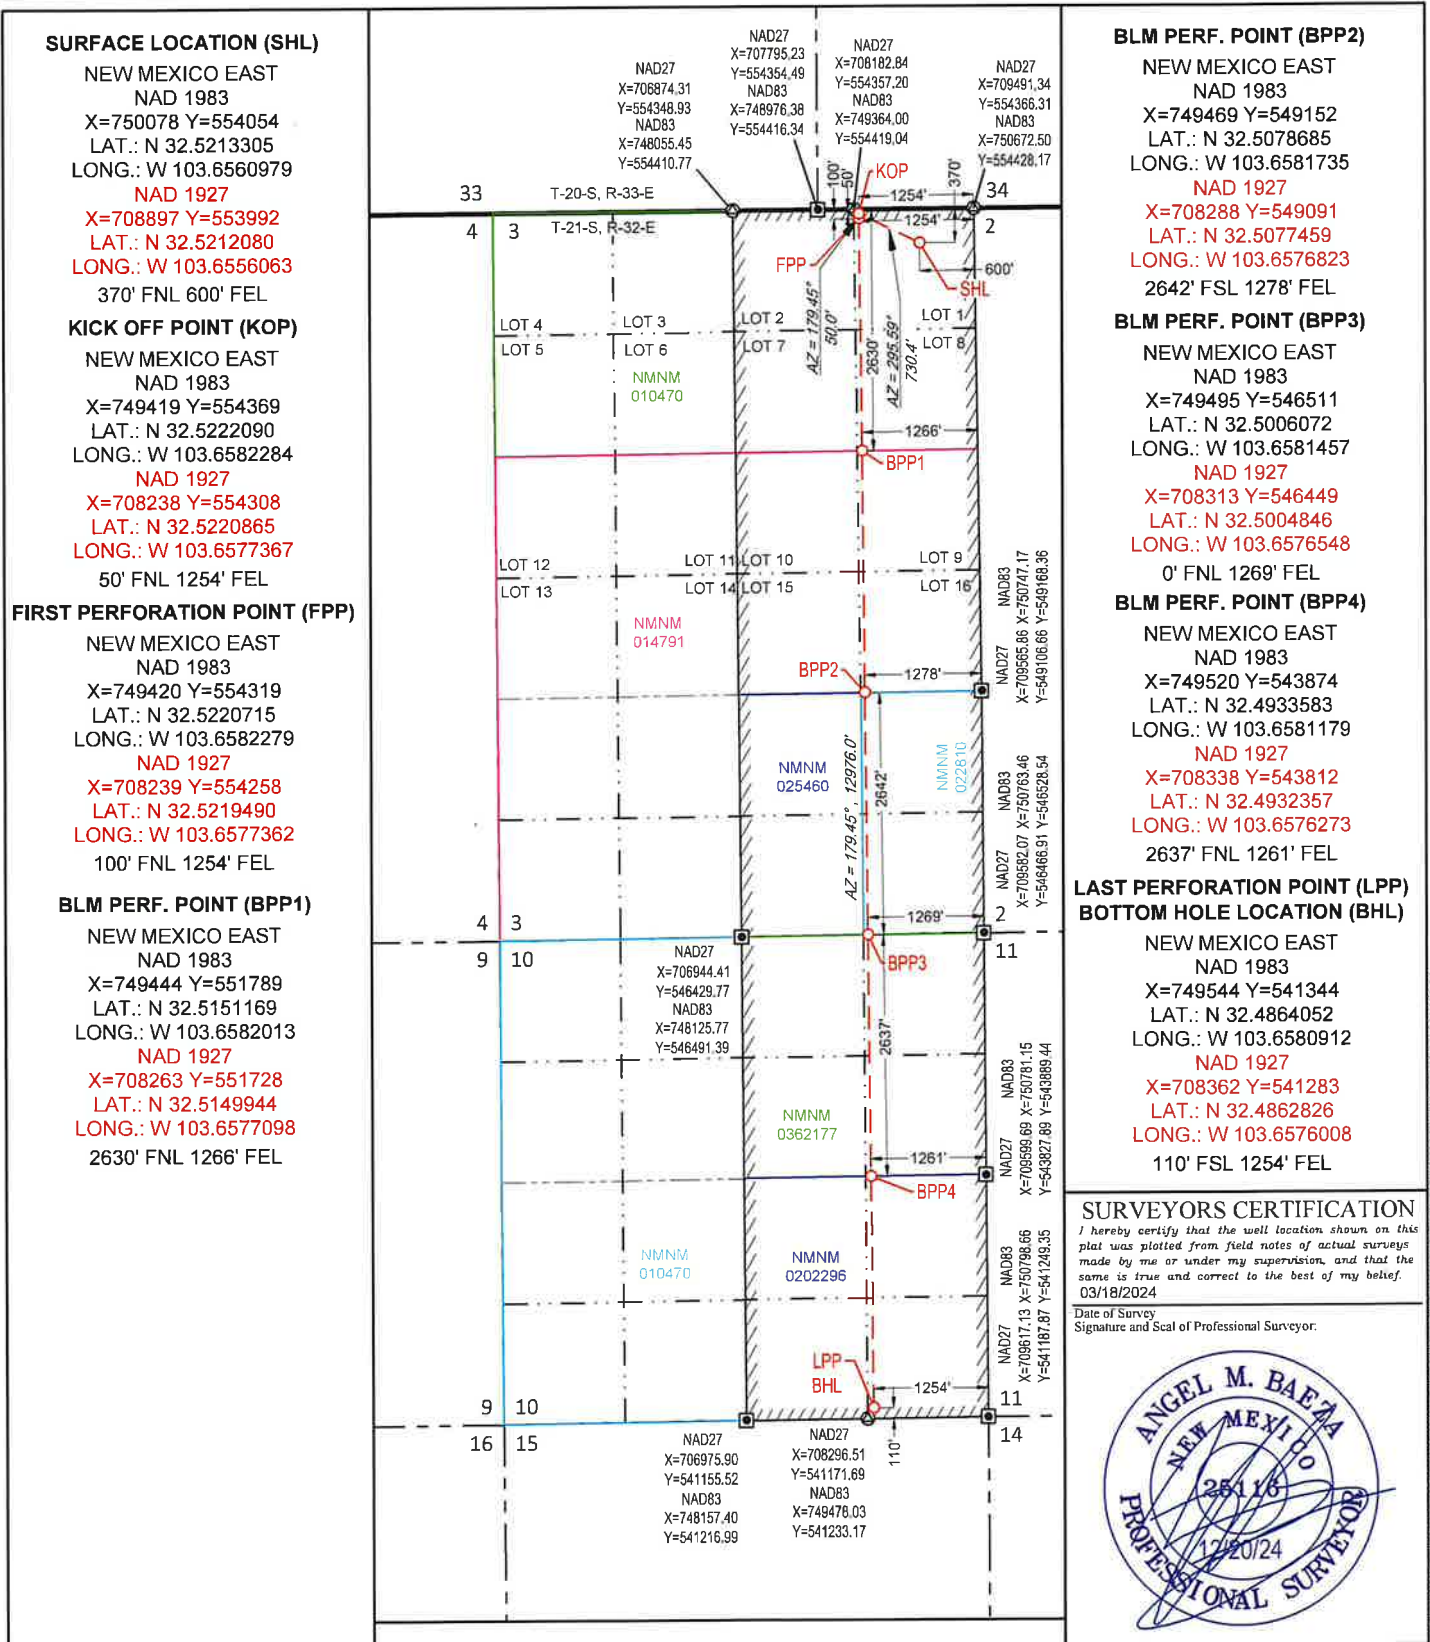 SURFACE LOCATION (SHL)
NEW MEXICO EAST
NAD 1983
X=750078 Y=554054
LAT.: N 32.5213305
LONG.: W 103.6560979
NAD 1927
X=708897 Y=553992
LAT.: N 32.5212080
LONG.: W 103.6556063
370' FNL 600' FEL
KICK OFF POINT (KOP)
NEW MEXICO EAST
NAD 1983
X=749419 Y=554369
LAT.: N 32.5222090
LONG.: W 103.6582284
NAD 1927
X=708238 Y=554308
LAT.: N 32.5220865
LONG.: W 103.6577367
50' FNL 1254' FEL
FIRST PERFORATION POINT (FPP)
NEW MEXICO EAST
NAD 1983
X=749420 Y=554319
LAT.: N 32.5220715
LONG.: W 103.6582279
NAD 1927
X=708239 Y=554258
LAT.: N 32.5219490
LONG.: W 103.6577362
100' FNL 1254' FEL
BLM PERF. POINT (BPP1)
NEW MEXICO EAST
NAD 1983
X=749444 Y=551789
LAT.: N 32.5151169
LONG.: W 103.6582013
NAD 1927
X=708263 Y=551728
LAT.: N 32.5149944
LONG.: W 103.6577098
2630' FNL 1266' FEL
NAD27
X=706874.31
Y=554348.93
NAD83
X=748055.45
Y=554410.77
NAD27
X=707795.23
Y=554354.49
NAD83
X=748976.38
Y=554416.34
NAD27
X=708182.84
Y=554357.20
NAD83
X=749364.00
Y=554419.04
NAD27
X=709491.34
Y=554366.31
NAD83
X=750672.50
Y=554428.17
33
T-20-S, R-33-E
100'
50'
KOP
1254'
370'
34
4
3
T-21-S, R-32-E
1254'
2
FPP
600'
SHL
AZ = 179.45°
50.0'
2630'
AZ = 295.59°
730.4'
LOT 4
LOT 3
LOT 2
LOT 1
LOT 5
LOT 6
LOT 7
LOT 8
NMNM
010470
1266'
BPP1
LOT 12
LOT 11
LOT 10
LOT 9
LOT 13
LOT 14
LOT 15
LOT 16
NMNM
014791
NAD83
X=750747.17
Y=549168.36
NAD27
X=709565.86
Y=549106.66
BPP2
1278'
NMNM
025460
NMNM
022810
AZ = 179.45°, 12976.0'
2642'
NAD83
X=750763.46
Y=546528.54
NAD27
X=709582.07
Y=546466.91
1269'
4
3
2
9
10
11
BPP3
NAD27
X=706944.41
Y=546429.77
NAD83
X=748125.77
Y=546491.39
2637'
NAD83
X=750781.15
Y=543889.44
NAD27
X=709599.69
Y=543827.89
NMNM
0362177
1261'
BPP4
NMNM
010470
NMNM
0202296
NAD83
X=750798.66
Y=541249.35
NAD27
X=709617.13
Y=541187.87
LPP
BHL
1254'
9
10
11
16
15
14
110'
NAD27
X=706975.90
Y=541155.52
NAD83
X=748157.40
Y=541216.99
NAD27
X=708296.51
Y=541171.69
NAD83
X=749478.03
Y=541233.17
BLM PERF. POINT (BPP2)
NEW MEXICO EAST
NAD 1983
X=749469 Y=549152
LAT.: N 32.5078685
LONG.: W 103.6581735
NAD 1927
X=708288 Y=549091
LAT.: N 32.5077459
LONG.: W 103.6576823
2642' FSL 1278' FEL
BLM PERF. POINT (BPP3)
NEW MEXICO EAST
NAD 1983
X=749495 Y=546511
LAT.: N 32.5006072
LONG.: W 103.6581457
NAD 1927
X=708313 Y=546449
LAT.: N 32.5004846
LONG.: W 103.6576548
0' FNL 1269' FEL
BLM PERF. POINT (BPP4)
NEW MEXICO EAST
NAD 1983
X=749520 Y=543874
LAT.: N 32.4933583
LONG.: W 103.6581179
NAD 1927
X=708338 Y=543812
LAT.: N 32.4932357
LONG.: W 103.6576273
2637' FNL 1261' FEL
LAST PERFORATION POINT (LPP)
BOTTOM HOLE LOCATION (BHL)
NEW MEXICO EAST
NAD 1983
X=749544 Y=541344
LAT.: N 32.4864052
LONG.: W 103.6580912
NAD 1927
X=708362 Y=541283
LAT.: N 32.4862826
LONG.: W 103.6576008
110' FSL 1254' FEL
SURVEYORS CERTIFICATION
I hereby certify that the well location shown on this
plat was plotted from field notes of actual surveys
made by me or under my supervision, and that the
same is true and correct to the best of my belief.
03/18/2024
Date of Survey
Signature and Seal of Professional Surveyor:
ANGEL M. BAEZA
NEW MEXICO
25116
12/20/24
PROFESSIONAL SURVEYOR